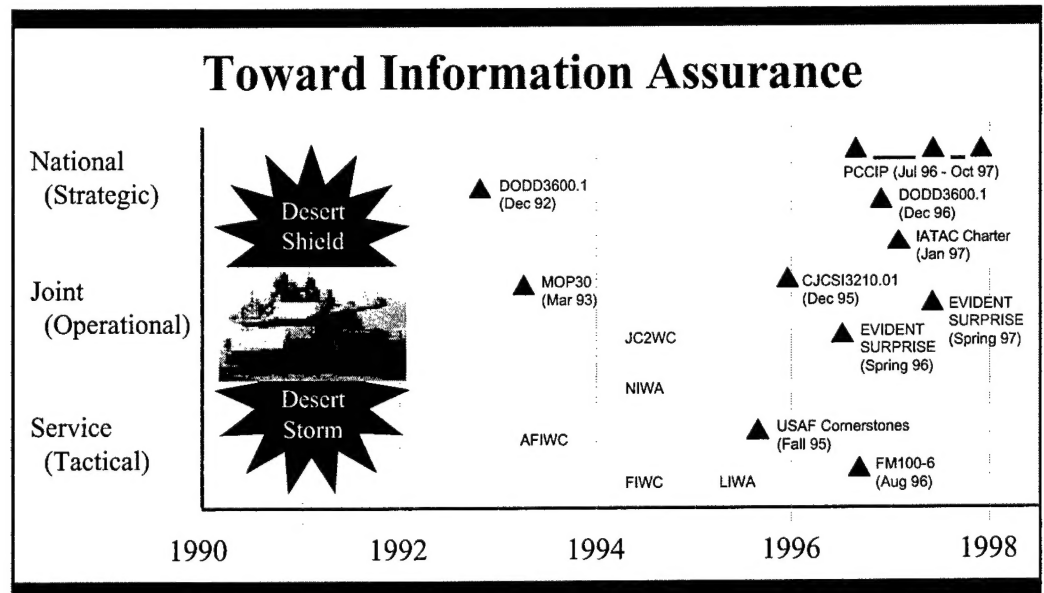 Toward Information Assurance
National
(Strategic)
Joint
(Operational)
Service
(Tactical)
Desert
Shield
Desert
Storm
DODD3600.1
(Dec 92)
MOP30
(Mar 93)
AFIWC
JC2WC
NIWA
FIWC
LIWA
PCCIP (Jul 96 - Oct 97)
DODD3600.1
(Dec 96)
IATAC Charter
(Jan 97)
CJCSI3210.01
(Dec 95)
EVIDENT
SURPRISE
(Spring 97)
EVIDENT
SURPRISE
(Spring 96)
USAF Cornerstones
(Fall 95)
FM100-6
(Aug 96)
1990
1992
1994
1996
1998